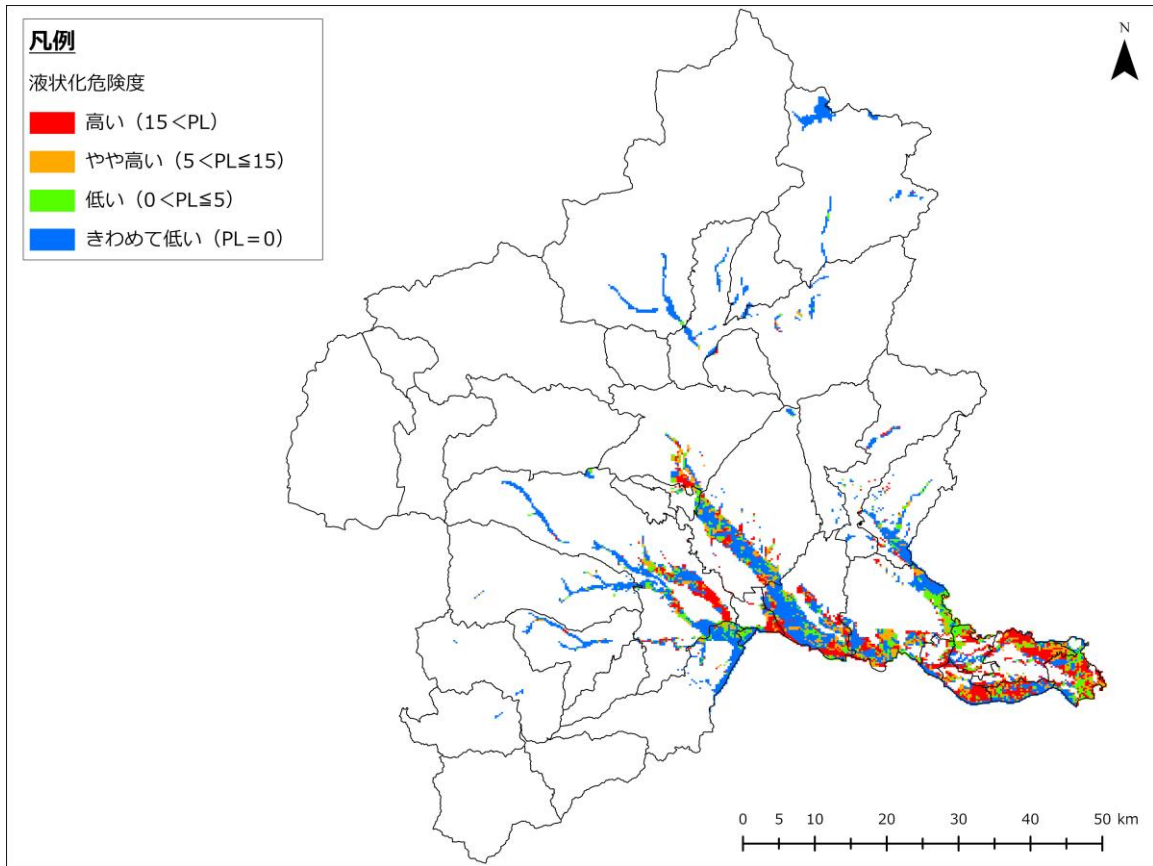 凡例
液状化危険度
高い（15＜PL）
やや高い（5＜PL≦15）
低い（0＜PL≦5）
きわめて低い（PL＝0）
N
0 5 10 20 30 40 50 km